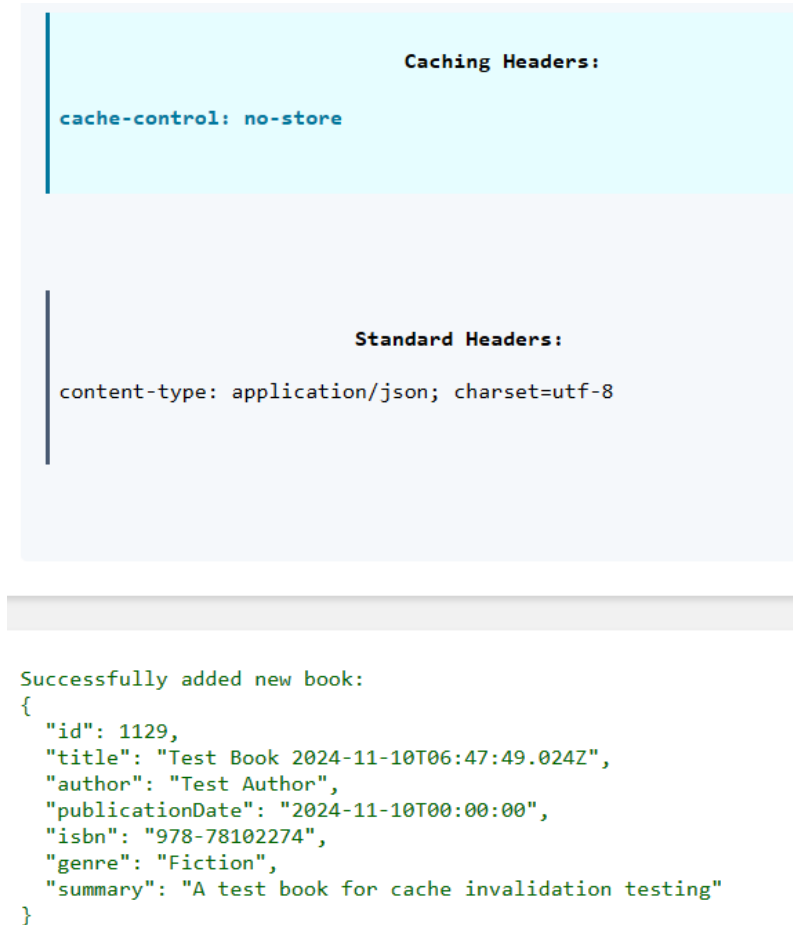 Caching Headers:
cache-control: no-store
Standard Headers:
content-type: application/json; charset=utf-8
Successfully added new book:
{
  "id": 1129,
  "title": "Test Book 2024-11-10T06:47:49.024Z",
  "author": "Test Author",
  "publicationDate": "2024-11-10T00:00:00",
  "isbn": "978-78102274",
  "genre": "Fiction",
  "summary": "A test book for cache invalidation testing"
}